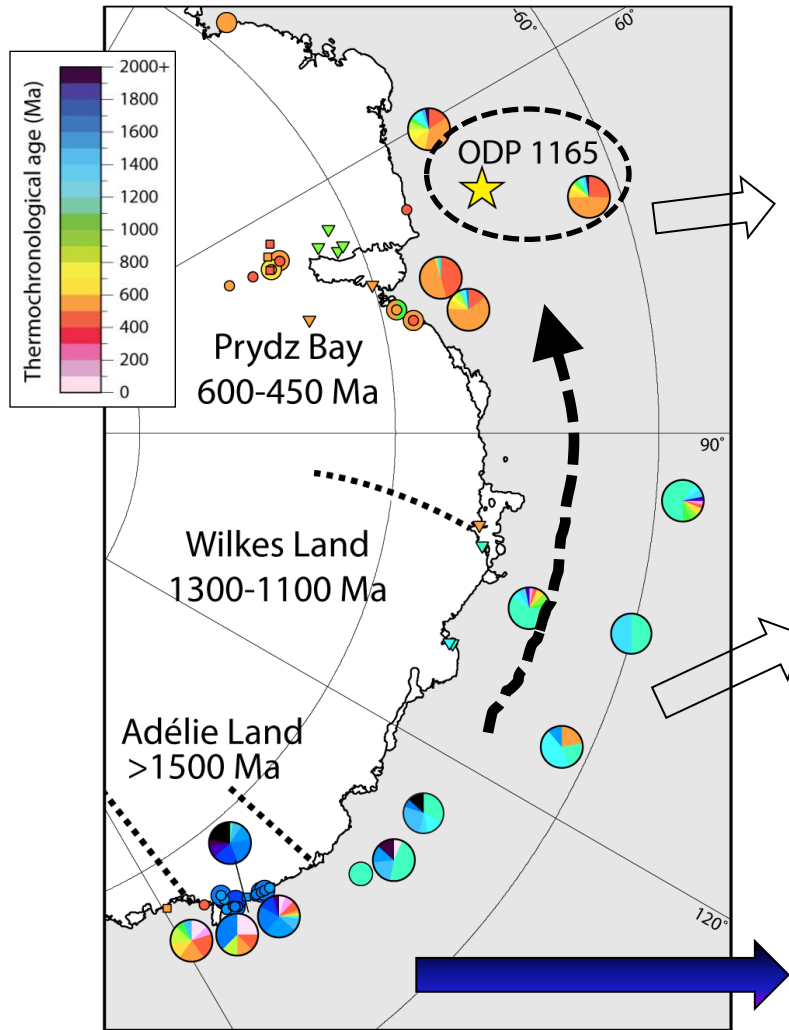 -60°
60°
Thermochronological age (Ma)
2000+
1800
1600
1400
1200
1000
800
600
400
200
0
ODP 1165
Prydz Bay
600-450 Ma
90°
Wilkes Land
1300-1100 Ma
Adélie Land
>1500 Ma
120°